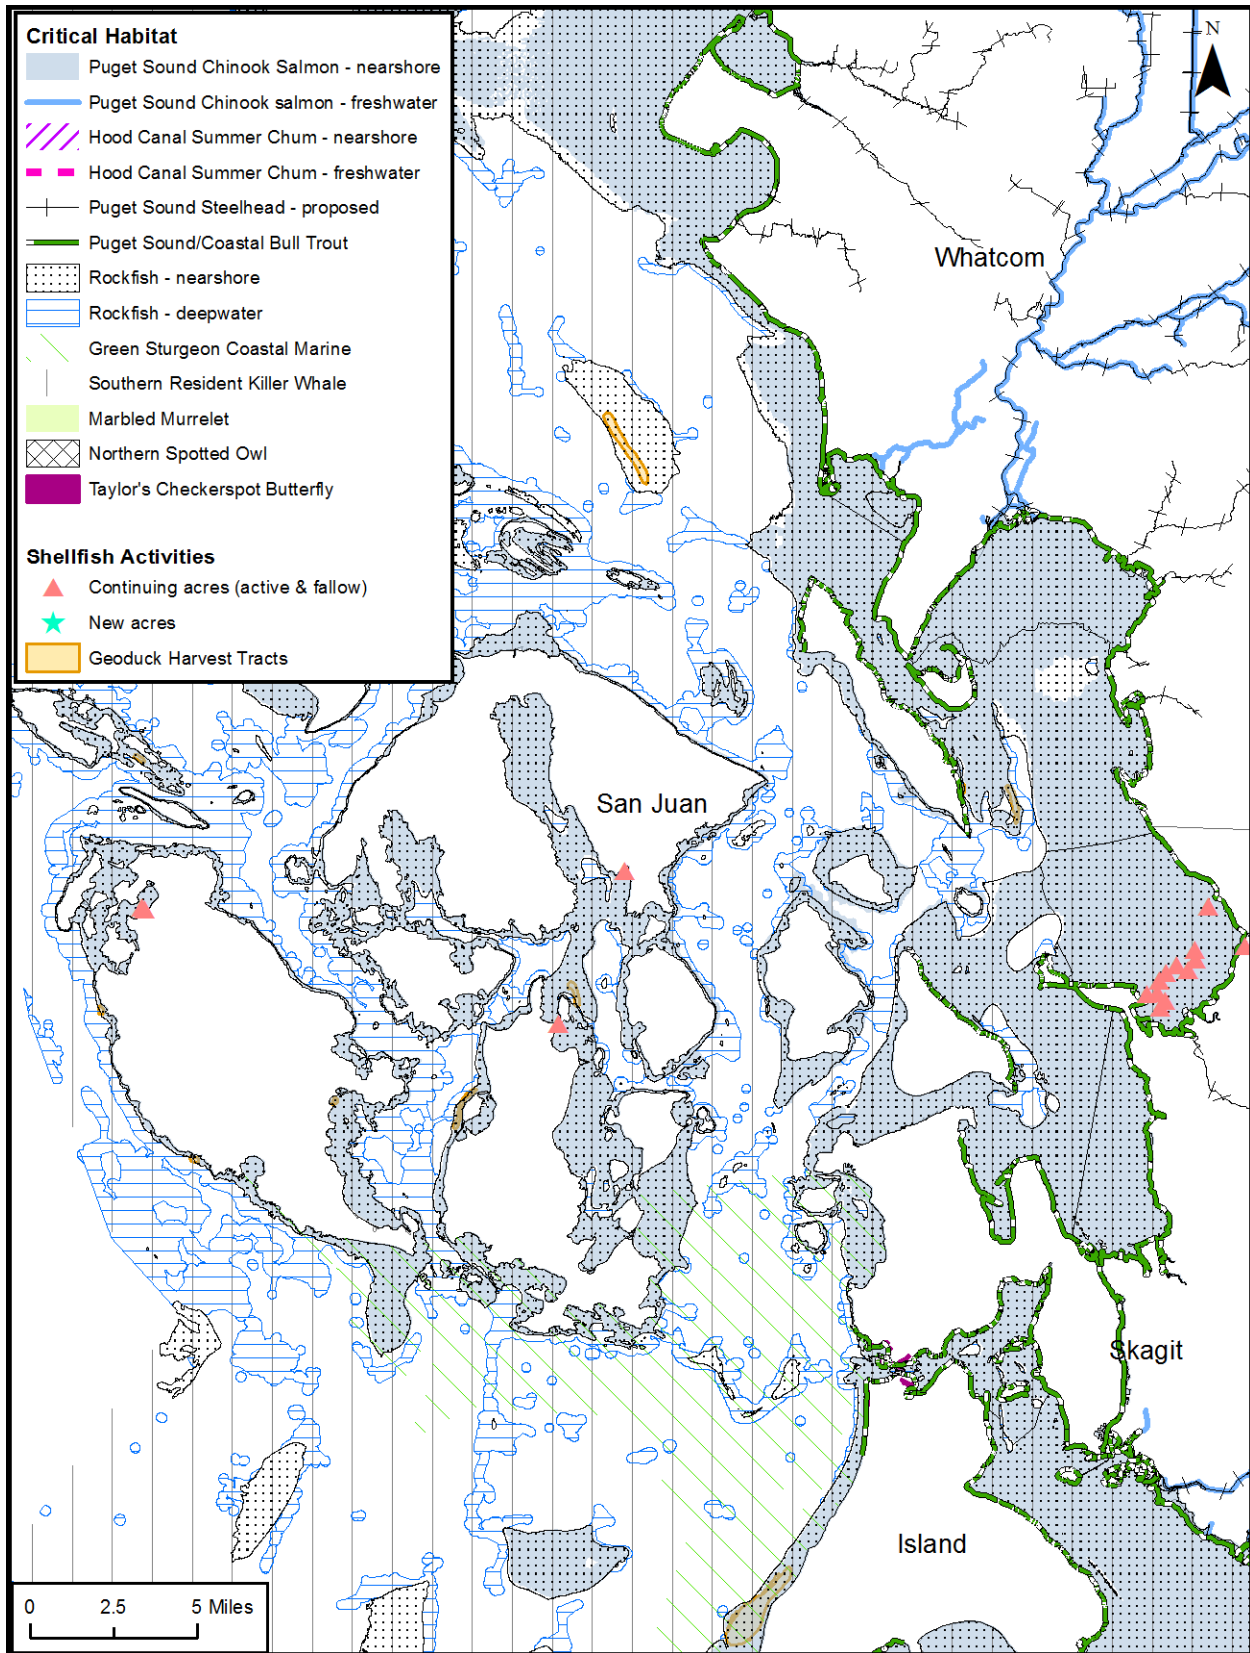 Critical Habitat
Puget Sound Chinook Salmon - nearshore
Puget Sound Chinook salmon - freshwater
Hood Canal Summer Chum - nearshore
Hood Canal Summer Chum - freshwater
Puget Sound Steelhead - proposed
Puget Sound/Coastal Bull Trout
Rockfish - nearshore
Rockfish - deepwater
Green Sturgeon Coastal Marine
Southern Resident Killer Whale
Marbled Murrelet
Northern Spotted Owl
Taylor's Checkerspot Butterfly
Shellfish Activities
Continuing acres (active & fallow)
New acres
Geoduck Harvest Tracts
N
Whatcom
San Juan
Skagit
Island
0 2.5 5 Miles